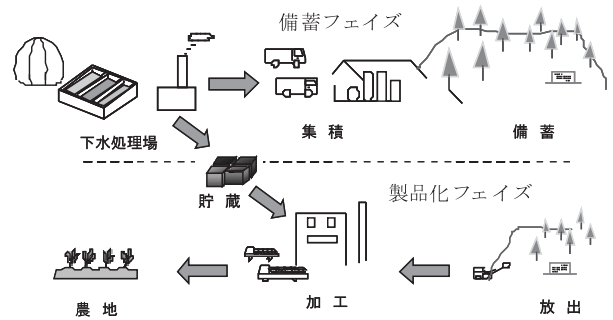 備蓄フェイズ
下水処理場
集積
備蓄
貯蔵
製品化フェイズ
農地
加工
放出